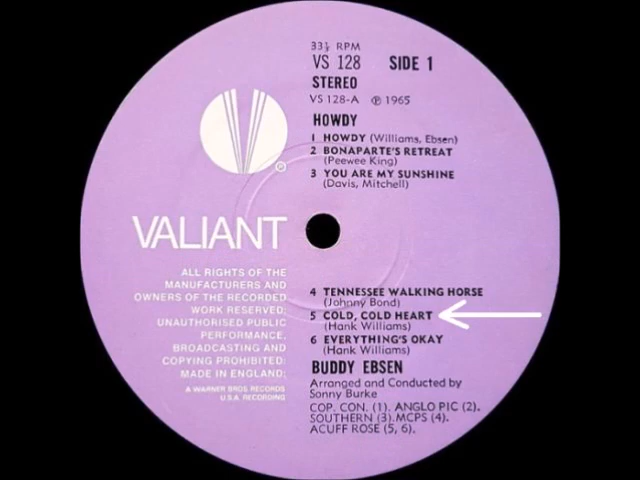 33⅓ RPM
VS 128 SIDE 1
STEREO
VS 128-A ℗ 1965
HOWDY
1 HOWDY (Williams, Ebsen)
2 BONAPARTE'S RETREAT
(Peewee King)
3 YOU ARE MY SUNSHINE
(Davis, Mitchell)
®
VALIANT
ALL RIGHTS OF THE
MANUFACTURERS AND
OWNERS OF THE RECORDED
WORK RESERVED;
UNAUTHORISED PUBLIC
PERFORMANCE,
BROADCASTING AND
COPYING PROHIBITED:
MADE IN ENGLAND;
A WARNER BROS RECORDS
U.S.A. RECORDING
4 TENNESSEE WALKING HORSE
(Johnny Bond)
5 COLD, COLD HEART
(Hank Williams)
6 EVERYTHING'S OKAY
(Hank Williams)
BUDDY EBSEN
Arranged and Conducted by
Sonny Burke
COP. CON. (1). ANGLO PIC (2).
SOUTHERN (3).MCPS (4).
ACUFF ROSE (5, 6).